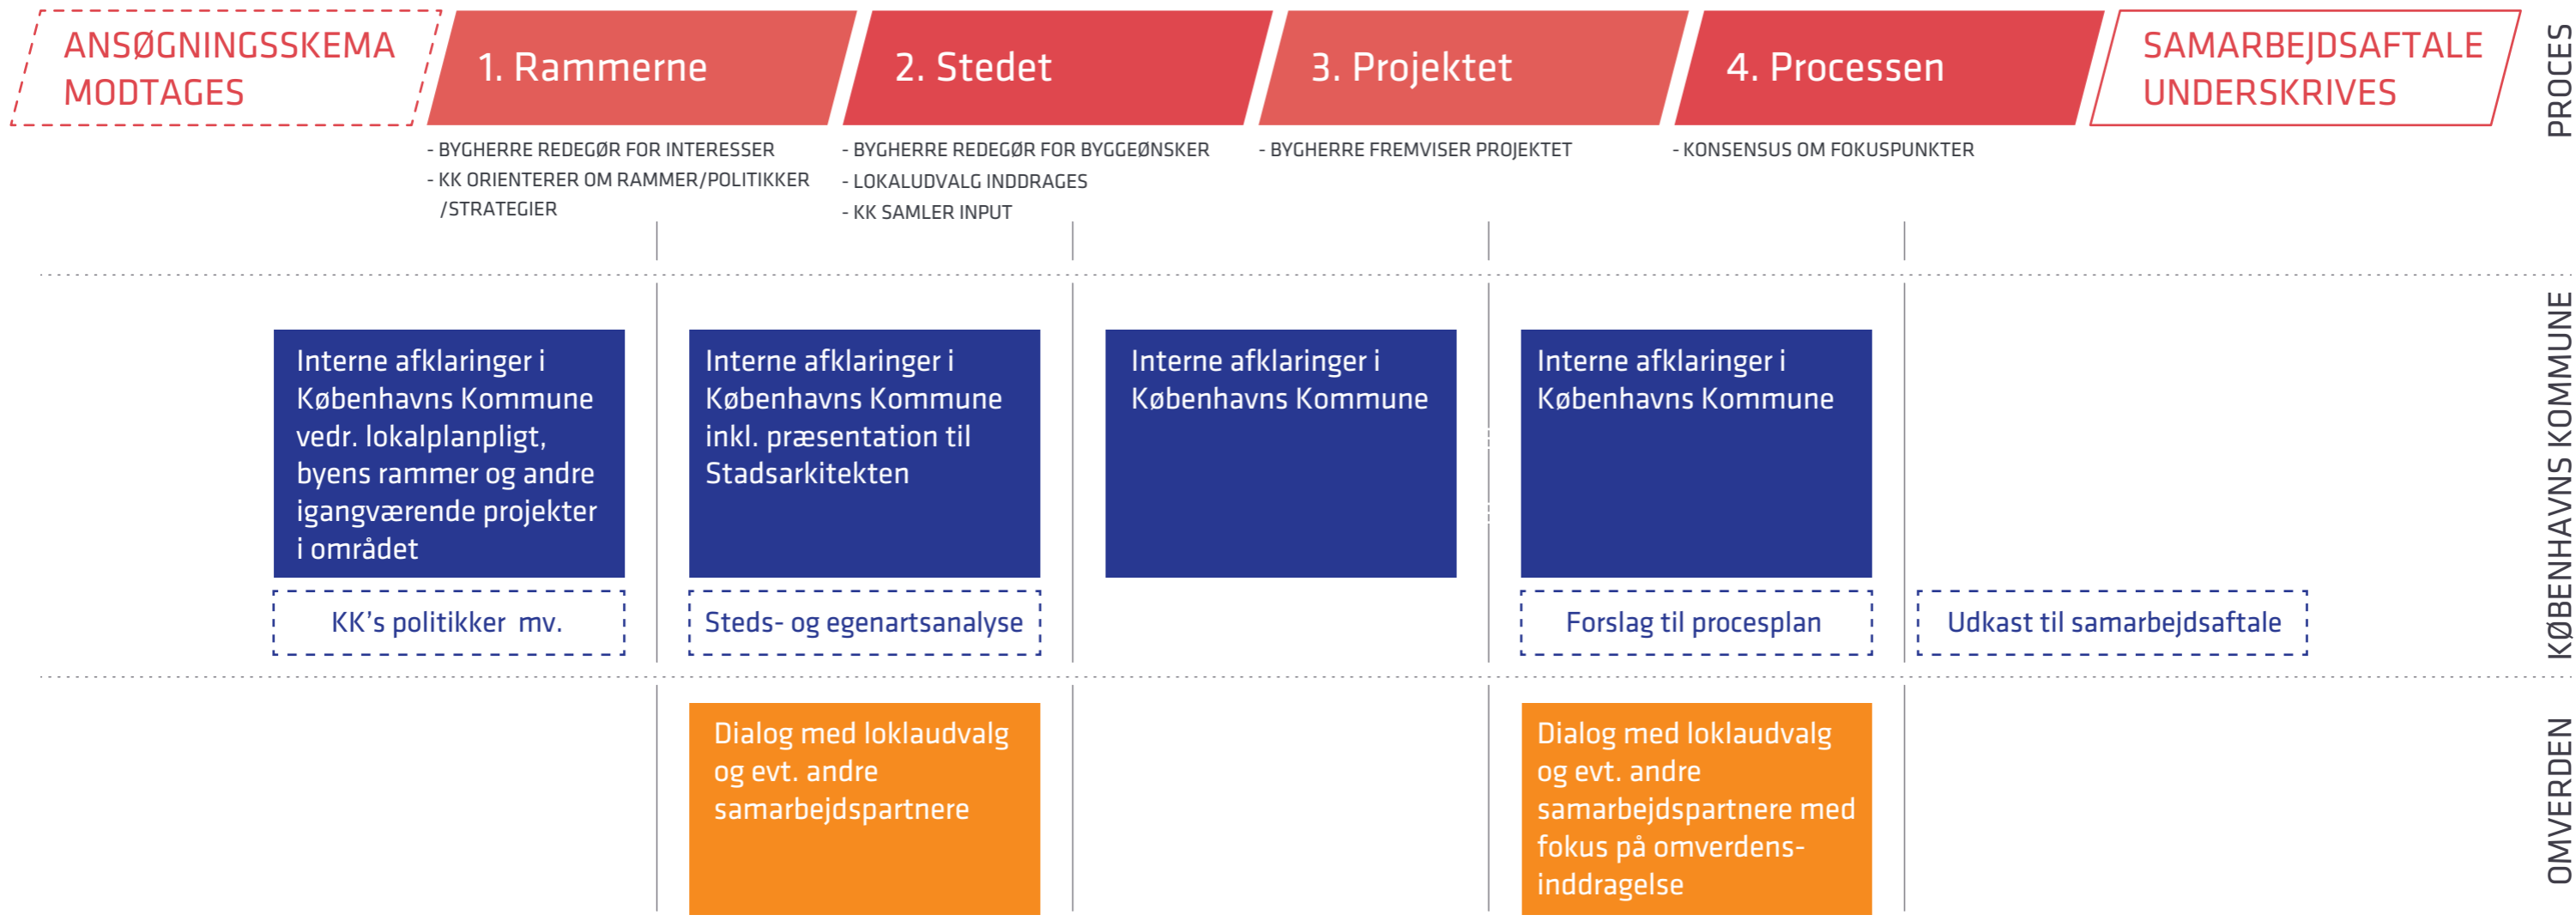 ANSØGNINGSSKEMA
MODTAGES
1. Rammerne
2. Stedet
3. Projektet
4. Processen
SAMARBEJDSAFTALE
UNDERSKRIVES
PROCES
- BYGHERRE REDEGØR FOR INTERESSER
- KK ORIENTERER OM RAMMER/POLITIKKER
/STRATEGIER
- BYGHERRE REDEGØR FOR BYGGEØNSKER
- LOKALUDVALG INDDRAGES
- KK SAMLER INPUT
- BYGHERRE FREMVISER PROJEKTET
- KONSENSUS OM FOKUSPUNKTER
Interne afklaringer i
Københavns Kommune
vedr. lokalplanpligt,
byens rammer og andre
igangværende projekter
i området
Interne afklaringer i
Københavns Kommune
inkl. præsentation til
Stadsarkitekten
Interne afklaringer i
Københavns Kommune
Interne afklaringer i
Københavns Kommune
KØBENHAVNS KOMMUNE
KK's politikker mv.
Steds- og egenartsanalyse
Forslag til procesplan
Udkast til samarbejdsaftale
Dialog med loklaudvalg
og evt. andre
samarbejdspartnere
Dialog med loklaudvalg
og evt. andre
samarbejdspartnere med
fokus på omverdens-
inddragelse
OMVERDEN